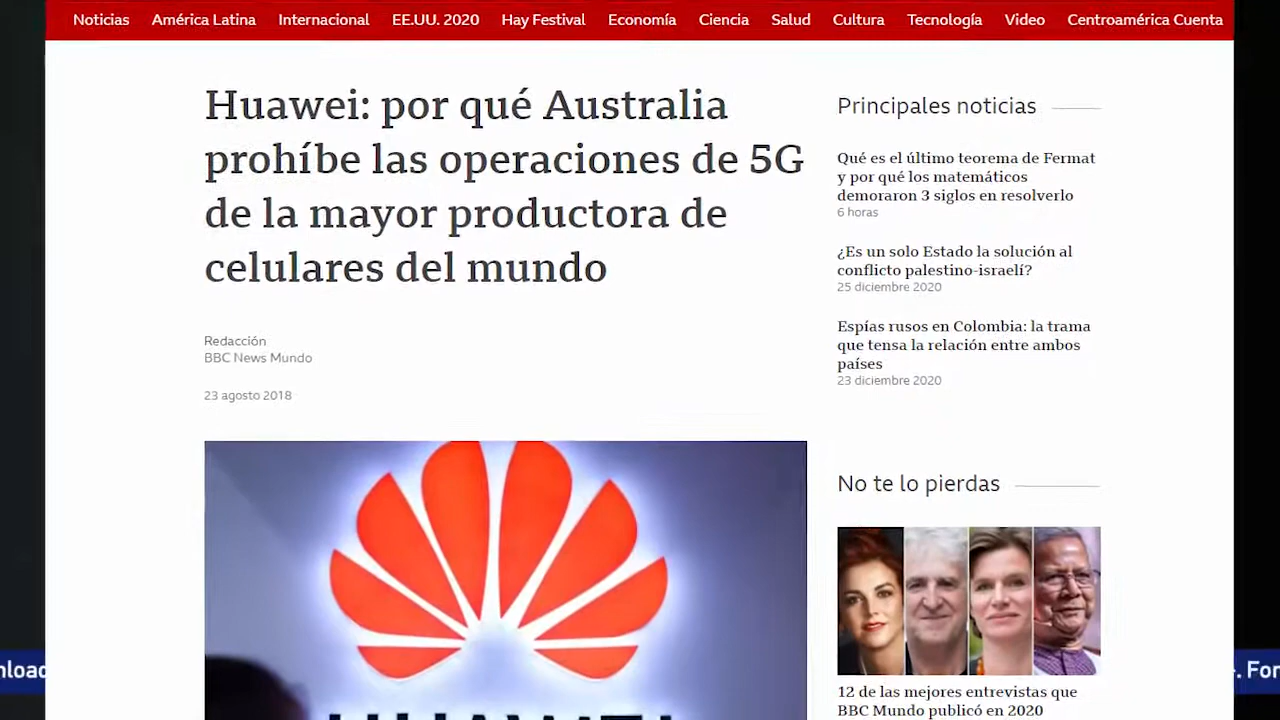 Noticias América Latina Internacional EE.UU. 2020 Hay Festival Economía Ciencia Salud Cultura Tecnología Video Centroamérica Cuenta
Huawei: por qué Australia
prohíbe las operaciones de 5G
de la mayor productora de
celulares del mundo
Redacción
BBC News Mundo
23 agosto 2018
HUAWEI
Principales noticias
Qué es el último teorema de Fermat
y por qué los matemáticos
demoraron 3 siglos en resolverlo
6 horas
¿Es un solo Estado la solución al
conflicto palestino-israelí?
25 diciembre 2020
Espías rusos en Colombia: la trama
que tensa la relación entre ambos
países
23 diciembre 2020
No te lo pierdas
12 de las mejores entrevistas que
BBC Mundo publicó en 2020